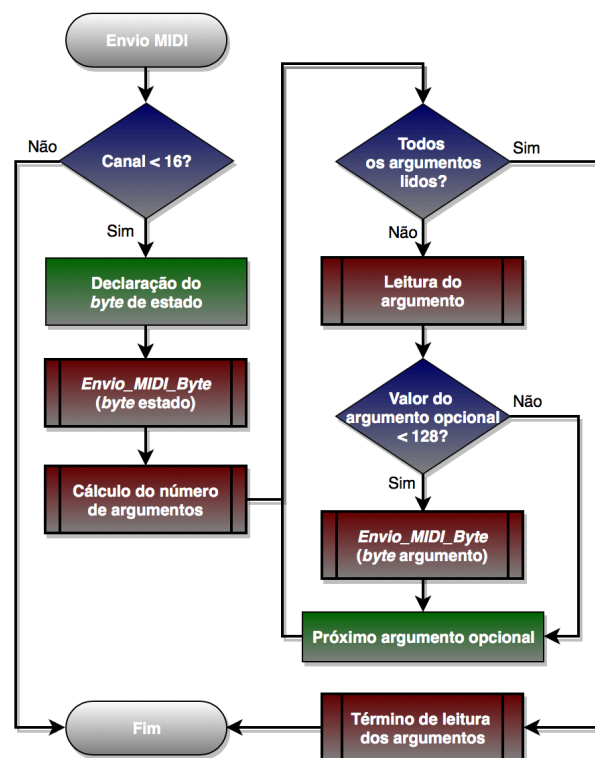 Envio MIDI
Não
Canal < 16?
Sim
Declaração do
byte de estado
Envio_MIDI_Byte
(byte estado)
Cálculo do número
de argumentos
Todos
os argumentos
lidos?
Sim
Não
Leitura do
argumento
Valor do
argumento opcional
< 128?
Não
Sim
Envio_MIDI_Byte
(byte argumento)
Próximo argumento opcional
Término de leitura
dos argumentos
Fim